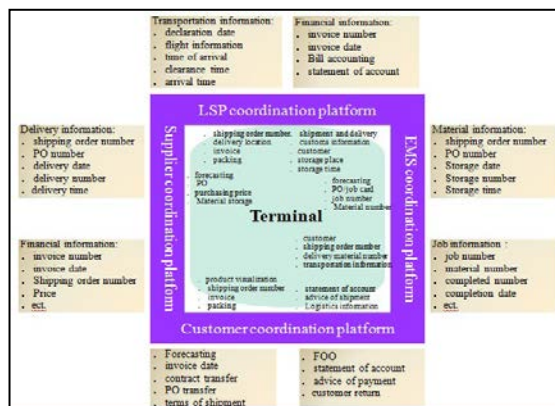 Transportation information:
. declaration date
. flight information
. time of arrival
. clearance time
. arrival time
Financial information:
. invoice number
. invoice date
. Bill accounting
. statement of account
LSP coordination platform
Delivery information:
. shipping order number
. PO number
. delivery date
. delivery number
. delivery time
Supplier coordination platform
. shipping order number
. delivery location
. invoice
. packing
. shipment and delivery
. customs information
. customer
. storage place
. storage time
. forecasting
. PO
. purchasing price
. Material storage
. forecasting
. PO/job card
. job number
. Material number
EMS coordination platform
Material information:
. shipping order number
. PO number
. Storage date
. Storage number
. Storage time
Terminal
Financial information:
. invoice number
. invoice date
. Shipping order number
. Price
. ect.
. customer
. shipping order number
. delivery material number
. transportation information
. product visualization
. shipping order number
. invoice
. packing
. statement of account
. advice of shipment
. Logistics information
Job information :
. job number
. material number
. completed number
. completion date
. ect.
Customer coordination platform
. Forecasting
. invoice date
. contract transfer
. PO transfer
. terms of shipment
. FOO
. statement of account
. advice of payment
. customer return